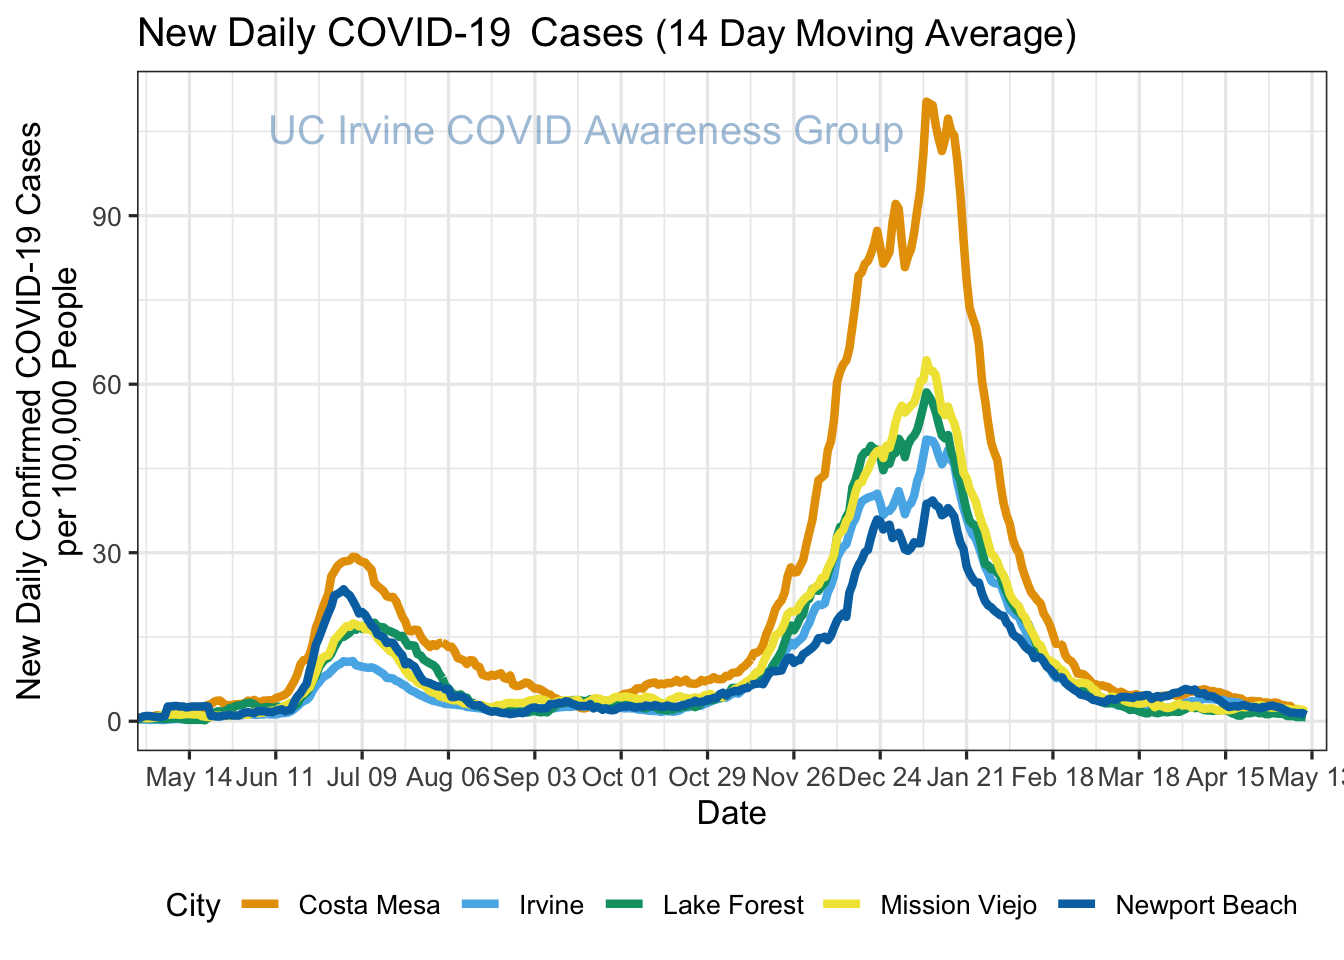 New Daily COVID-19  Cases (14 Day Moving Average)
UC Irvine COVID Awareness Group
New Daily Confirmed COVID-19 Cases
per 100,000 People
90
60
30
0
May 14 Jun 11 Jul 09 Aug 06 Sep 03 Oct 01 Oct 29 Nov 26 Dec 24 Jan 21 Feb 18 Mar 18 Apr 15 May 13
Date
City Costa Mesa Irvine Lake Forest Mission Viejo Newport Beach